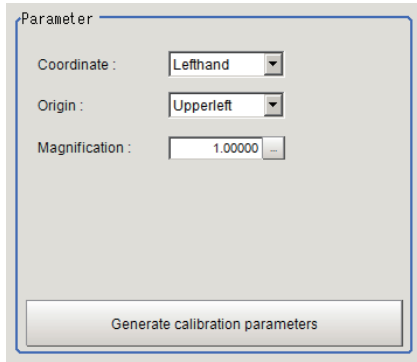 Parameter
Coordinate : Lefthand
Origin : Upperleft
Magnification : 1.00000 ...
Generate calibration parameters